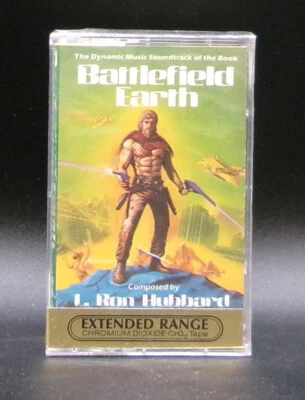 The Dynamic Music Soundtrack of the Book
Battlefield
Earth
Composed by
L. Ron Hubbard
EXTENDED RANGE
CHROMIUM DIOXIDE CrO₂ Tape